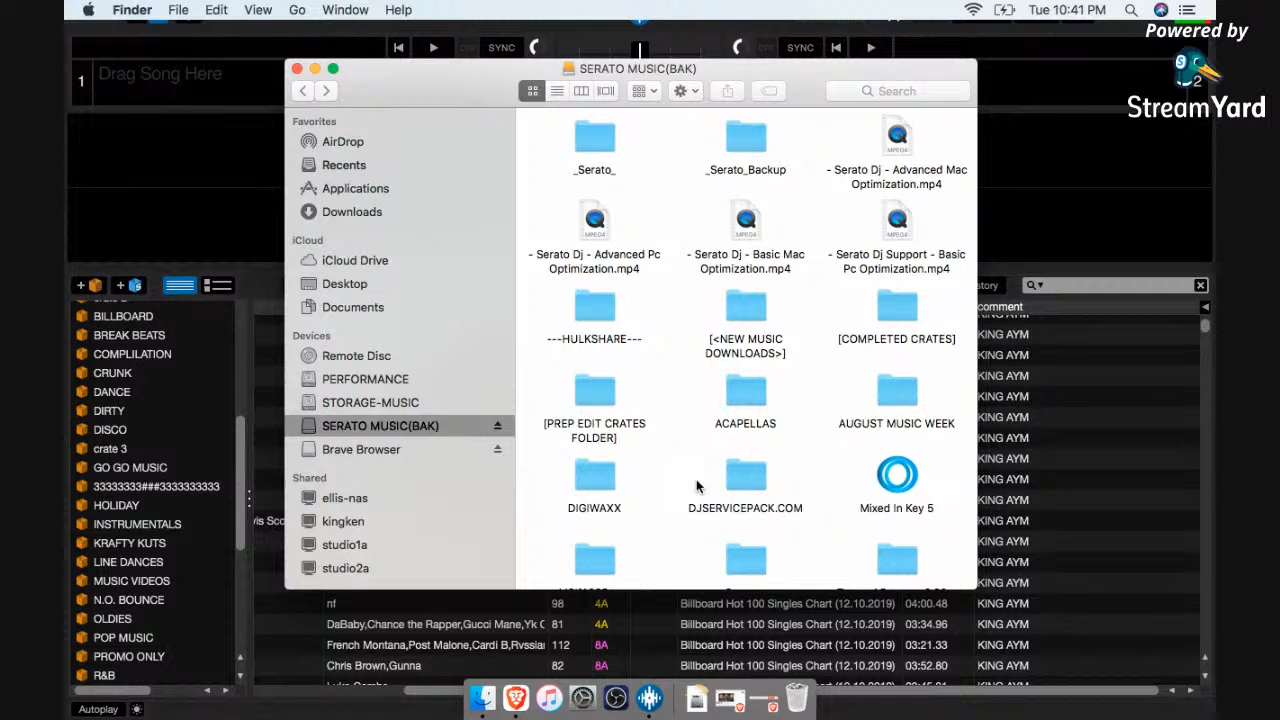 Finder File Edit View Go Window Help
Tue 10:41 PM
Powered by
StreamYard
SYNC
SYNC
1 Drag Song Here
SERATO MUSIC(BAK)
Search
Favorites
AirDrop
Recents
Applications
Downloads
iCloud
iCloud Drive
Desktop
Documents
Devices
Remote Disc
PERFORMANCE
STORAGE-MUSIC
SERATO MUSIC(BAK)
Brave Browser
Shared
ellis-nas
kingken
studio1a
studio2a
_Serato_
_Serato_Backup
- Serato Dj - Advanced Mac
Optimization.mp4
- Serato Dj - Advanced Pc
Optimization.mp4
- Serato Dj - Basic Mac
Optimization.mp4
- Serato Dj Support - Basic
Pc Optimization.mp4
---HULKSHARE---
[<NEW MUSIC
DOWNLOADS>]
[COMPLETED CRATES]
[PREP EDIT CRATES
FOLDER]
ACAPELLAS
AUGUST MUSIC WEEK
DIGIWAXX
DJSERVICEPACK.COM
Mixed In Key 5
BILLBOARD
BREAK BEATS
COMPLILATION
CRUNK
DANCE
DIRTY
DISCO
crate 3
GO GO MUSIC
33333333###3333333333
HOLIDAY
INSTRUMENTALS
KRAFTY KUTS
LINE DANCES
MUSIC VIDEOS
N.O. BOUNCE
OLDIES
POP MUSIC
PROMO ONLY
R&B
Autoplay
comment
KING AYM
KING AYM
KING AYM
KING AYM
KING AYM
KING AYM
KING AYM
KING AYM
KING AYM
KING AYM
KING AYM
KING AYM
KING AYM
KING AYM
nf 98 4A Billboard Hot 100 Singles Chart (12.10.2019) 04:00.48 KING AYM
DaBaby,Chance the Rapper,Gucci Mane,Yk 81 4A Billboard Hot 100 Singles Chart (12.10.2019) 03:34.96 KING AYM
French Montana,Post Malone,Cardi B,Rvssian 112 8A Billboard Hot 100 Singles Chart (12.10.2019) 03:21.33 KING AYM
Chris Brown,Gunna 82 8A Billboard Hot 100 Singles Chart (12.10.2019) 03:52.80 KING AYM